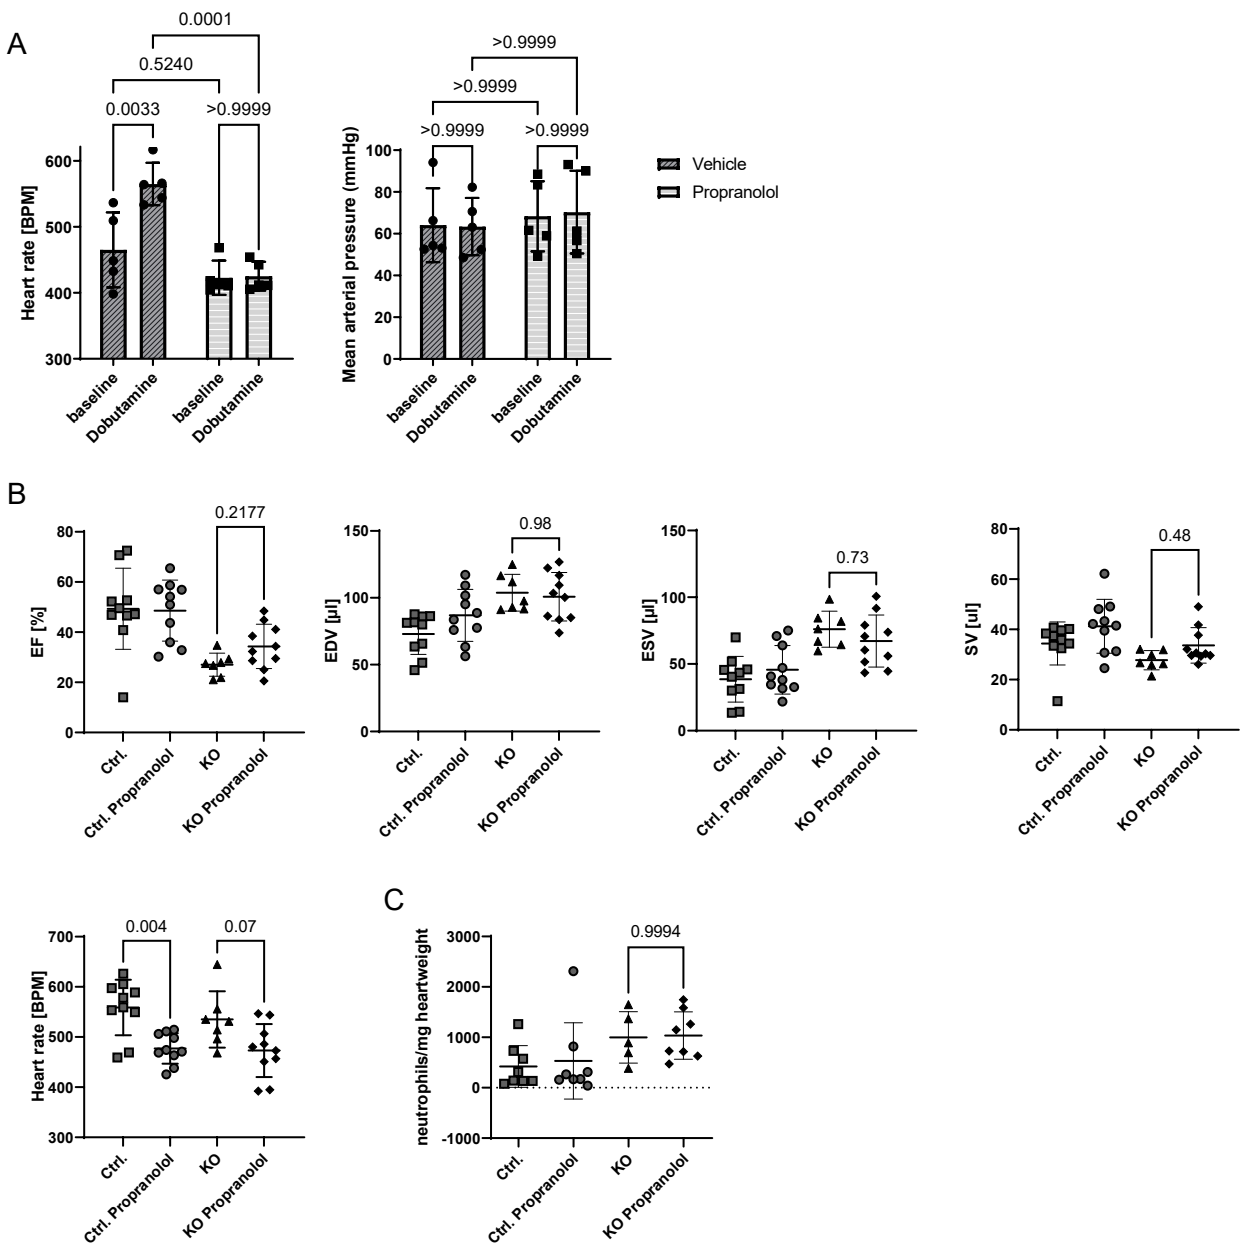 A
0.0001
0.5240
0.0033
>0.9999
Heart rate [BPM]
600
500
400
300
baseline
Dobutamine
baseline
Dobutamine
>0.9999
>0.9999
>0.9999
>0.9999
Mean arterial pressure (mmHg)
100
80
60
40
20
0
baseline
Dobutamine
baseline
Dobutamine
Vehicle
Propranolol
B
0.2177
EF [%]
80
60
40
20
0
Ctrl.
Ctrl. Propranolol
KO
KO Propranolol
0.98
EDV [µl]
150
100
50
0
Ctrl.
Ctrl. Propranolol
KO
KO Propranolol
0.73
ESV [µl]
150
100
50
0
Ctrl.
Ctrl. Propranolol
KO
KO Propranolol
0.48
SV [ul]
80
60
40
20
0
Ctrl.
Ctrl. Propranolol
KO
KO Propranolol
0.004
0.07
Heart rate [BPM]
700
600
500
400
300
Ctrl.
Ctrl. Propranolol
KO
KO Propranolol
C
0.9994
neutrophils/mg heartweight
3000
2000
1000
0
-1000
Ctrl.
Ctrl. Propranolol
KO
KO Propranolol